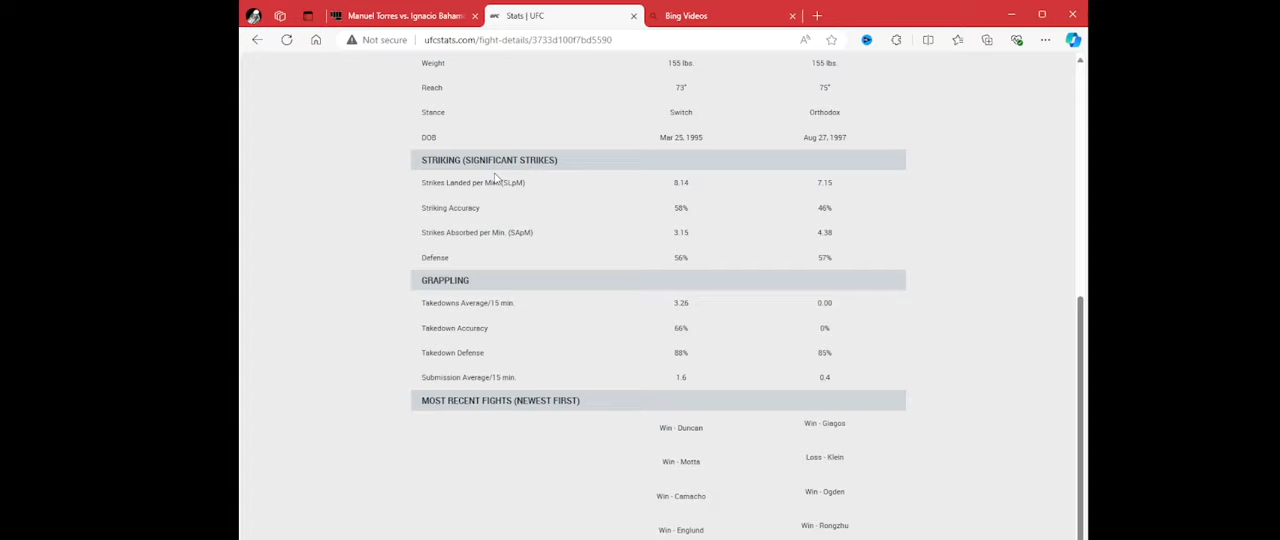 Manuel Torres vs. Ignacio Baham
Stats | UFC
Bing Videos
Not secure
ufcstats.com/fight-details/3733d100f7bd5590
Weight 155 lbs. 155 lbs.
Reach 73" 75"
Stance Switch Orthodox
DOB Mar 25, 1995 Aug 27, 1997
STRIKING (SIGNIFICANT STRIKES)
Strikes Landed per Min. (SLpM) 8.14 7.15
Striking Accuracy 58% 46%
Strikes Absorbed per Min. (SApM) 3.15 4.38
Defense 56% 57%
GRAPPLING
Takedowns Average/15 min. 3.26 0.00
Takedown Accuracy 66% 0%
Takedown Defense 88% 85%
Submission Average/15 min. 1.6 0.4
MOST RECENT FIGHTS (NEWEST FIRST)
Win - Duncan Win - Giagos
Win - Motta Loss - Klein
Win - Camacho Win - Ogden
Win - Englund Win - Rongzhu